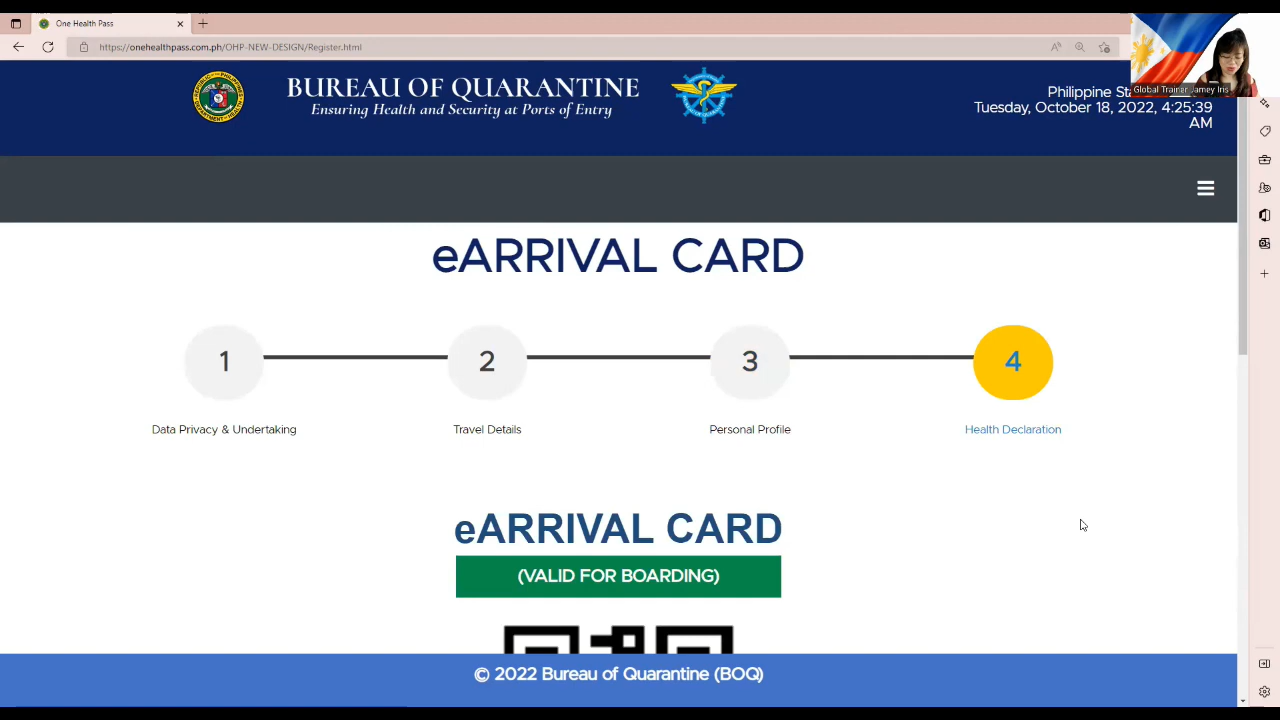 One Health Pass
https://onehealthpass.com.ph/OHP-NEW-DESIGN/Register.html
BUREAU OF QUARANTINE
Ensuring Health and Security at Ports of Entry
Philippine Sta
Tuesday, October 18, 2022, 4:25:39
AM
Global Trainer Jamey Iris
eARRIVAL CARD
1
2
3
4
Data Privacy & Undertaking
Travel Details
Personal Profile
Health Declaration
eARRIVAL CARD
(VALID FOR BOARDING)
© 2022 Bureau of Quarantine (BOQ)